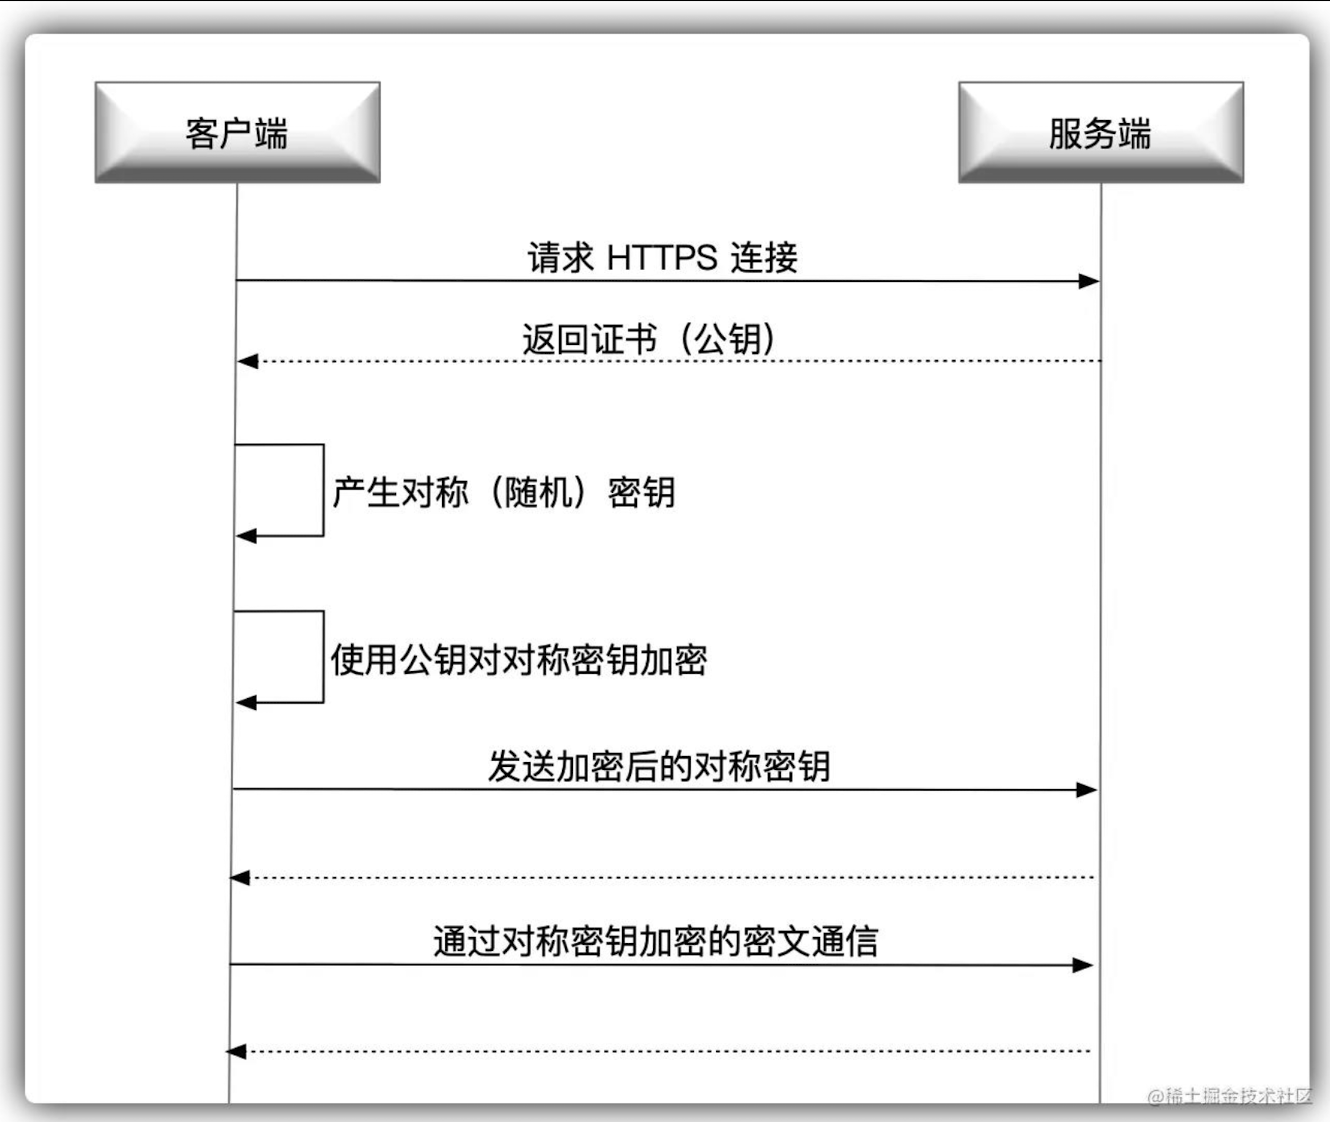 客户端
服务端
请求 HTTPS 连接
返回证书（公钥）
产生对称（随机）密钥
使用公钥对对称密钥加密
发送加密后的对称密钥
通过对称密钥加密的密文通信
@稀土掘金技术社区